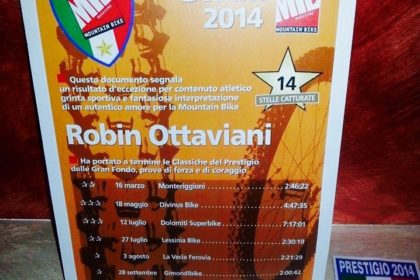 MTB
MAGAZINE
MOUNTAIN BIKE
2014
MTB
MAGAZINE
MOUNTAIN BIKE
Questo documento segnala
un risultato d'eccezione per contenuto atletico
grinta sportiva e fantasiosa interpretazione
di un autentico amore per la Mountain Bike
14
STELLE CATTURATE
Robin Ottaviani
Ha portato a termine le Classiche del Prestigio
delle Gran Fondo, prove di forza e di coraggio
16 marzo Monteriggioni 2:46:22
18 maggio Divinus Bike 4:47:35
12 luglio Dolomiti Superbike 7:17:01
27 luglio Lessinia Bike 2:30:19
3 agosto La Vecia Ferovia 2:21:29
28 settembre Gimondibike 2:00:42
PRESTIGIO 2014